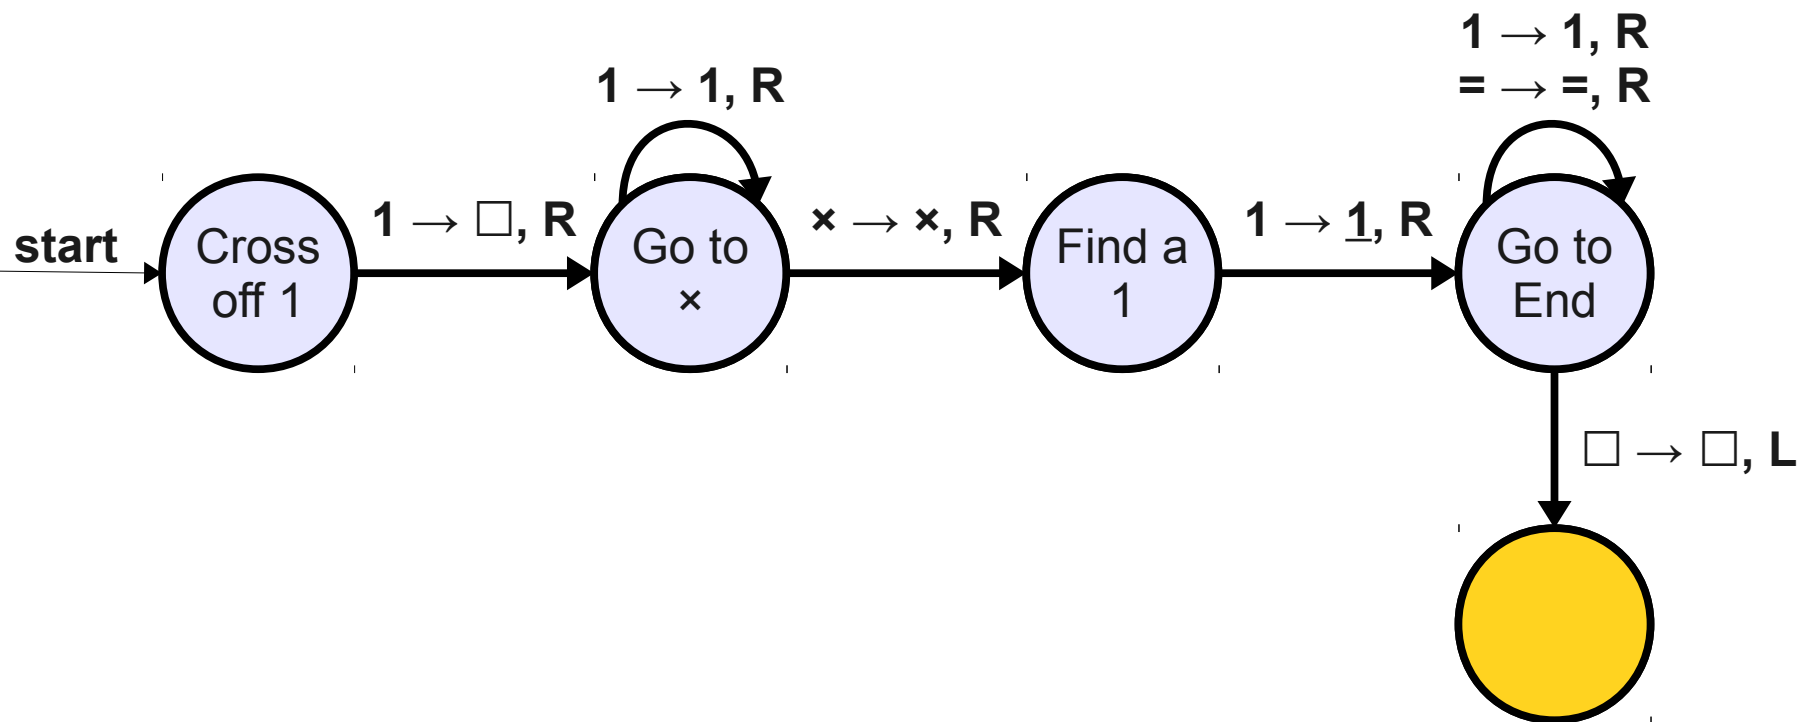 1 → 1, R
= → =, R
1 → 1, R
start
Cross
off 1
1 → □, R
Go to
×
× → ×, R
Find a
1
1 → 1, R
Go to
End
□ → □, L